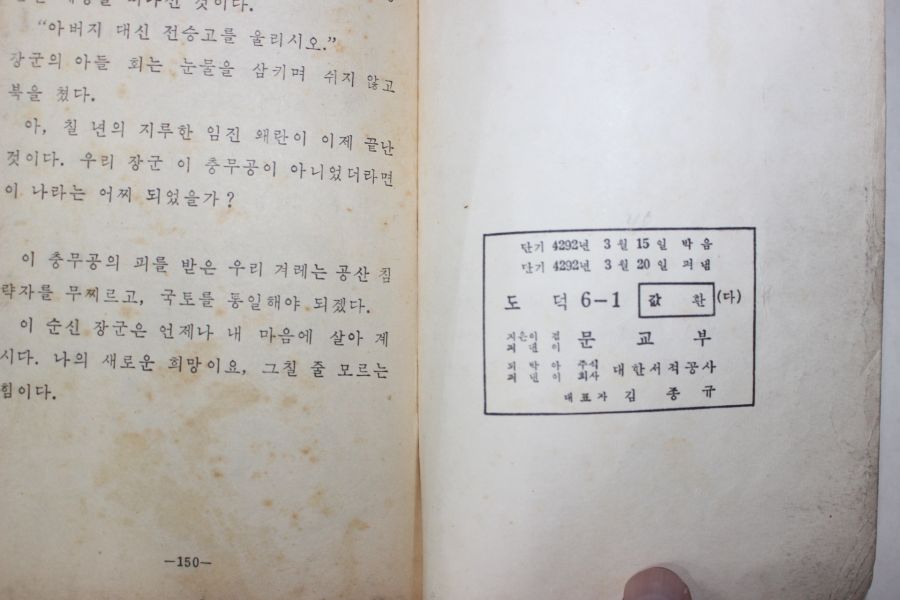 것이다.
“아버지 대신 전승고를 울리시오.”
장군의 아들 회는 눈물을 삼키며 쉬지 않고
북을 쳤다.
아, 칠 년의 지루한 임진 왜란이 이제 끝난
것이다. 우리 장군 이 충무공이 아니었더라면
이 나라는 어찌 되었을가?
이 충무공의 피를 받은 우리 겨레는 공산 침
략자를 무찌르고, 국토를 통일해야 되겠다.
이 순신 장군은 언제나 내 마음에 살아 계
시다. 나의 새로운 희망이요, 그칠 줄 모르는
힘이다.
—150—
단기 4292년 3월 15일 박음
단기 4292년 3월 20일 펴냄
도 덕 6—1 값 환 (다)
지은이 겸
펴낸이 문 교 부
박아 주식
펴낸이 회사 대한서적공사
대표자 김 종 규